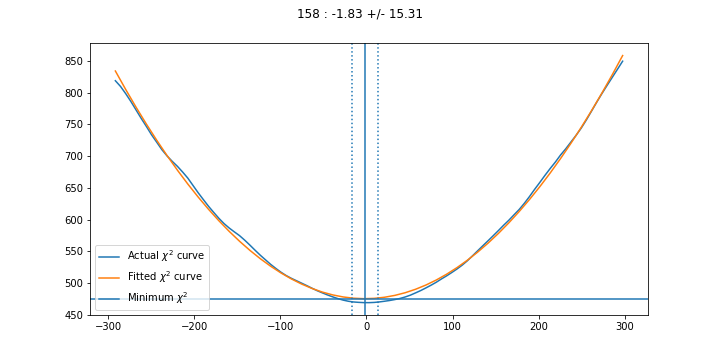 158 : -1.83 +/- 15.31
850
800
750
700
650
600
550
500
450
Actual χ² curve
Fitted χ² curve
Minimum χ²
−300 −200 −100 0 100 200 300